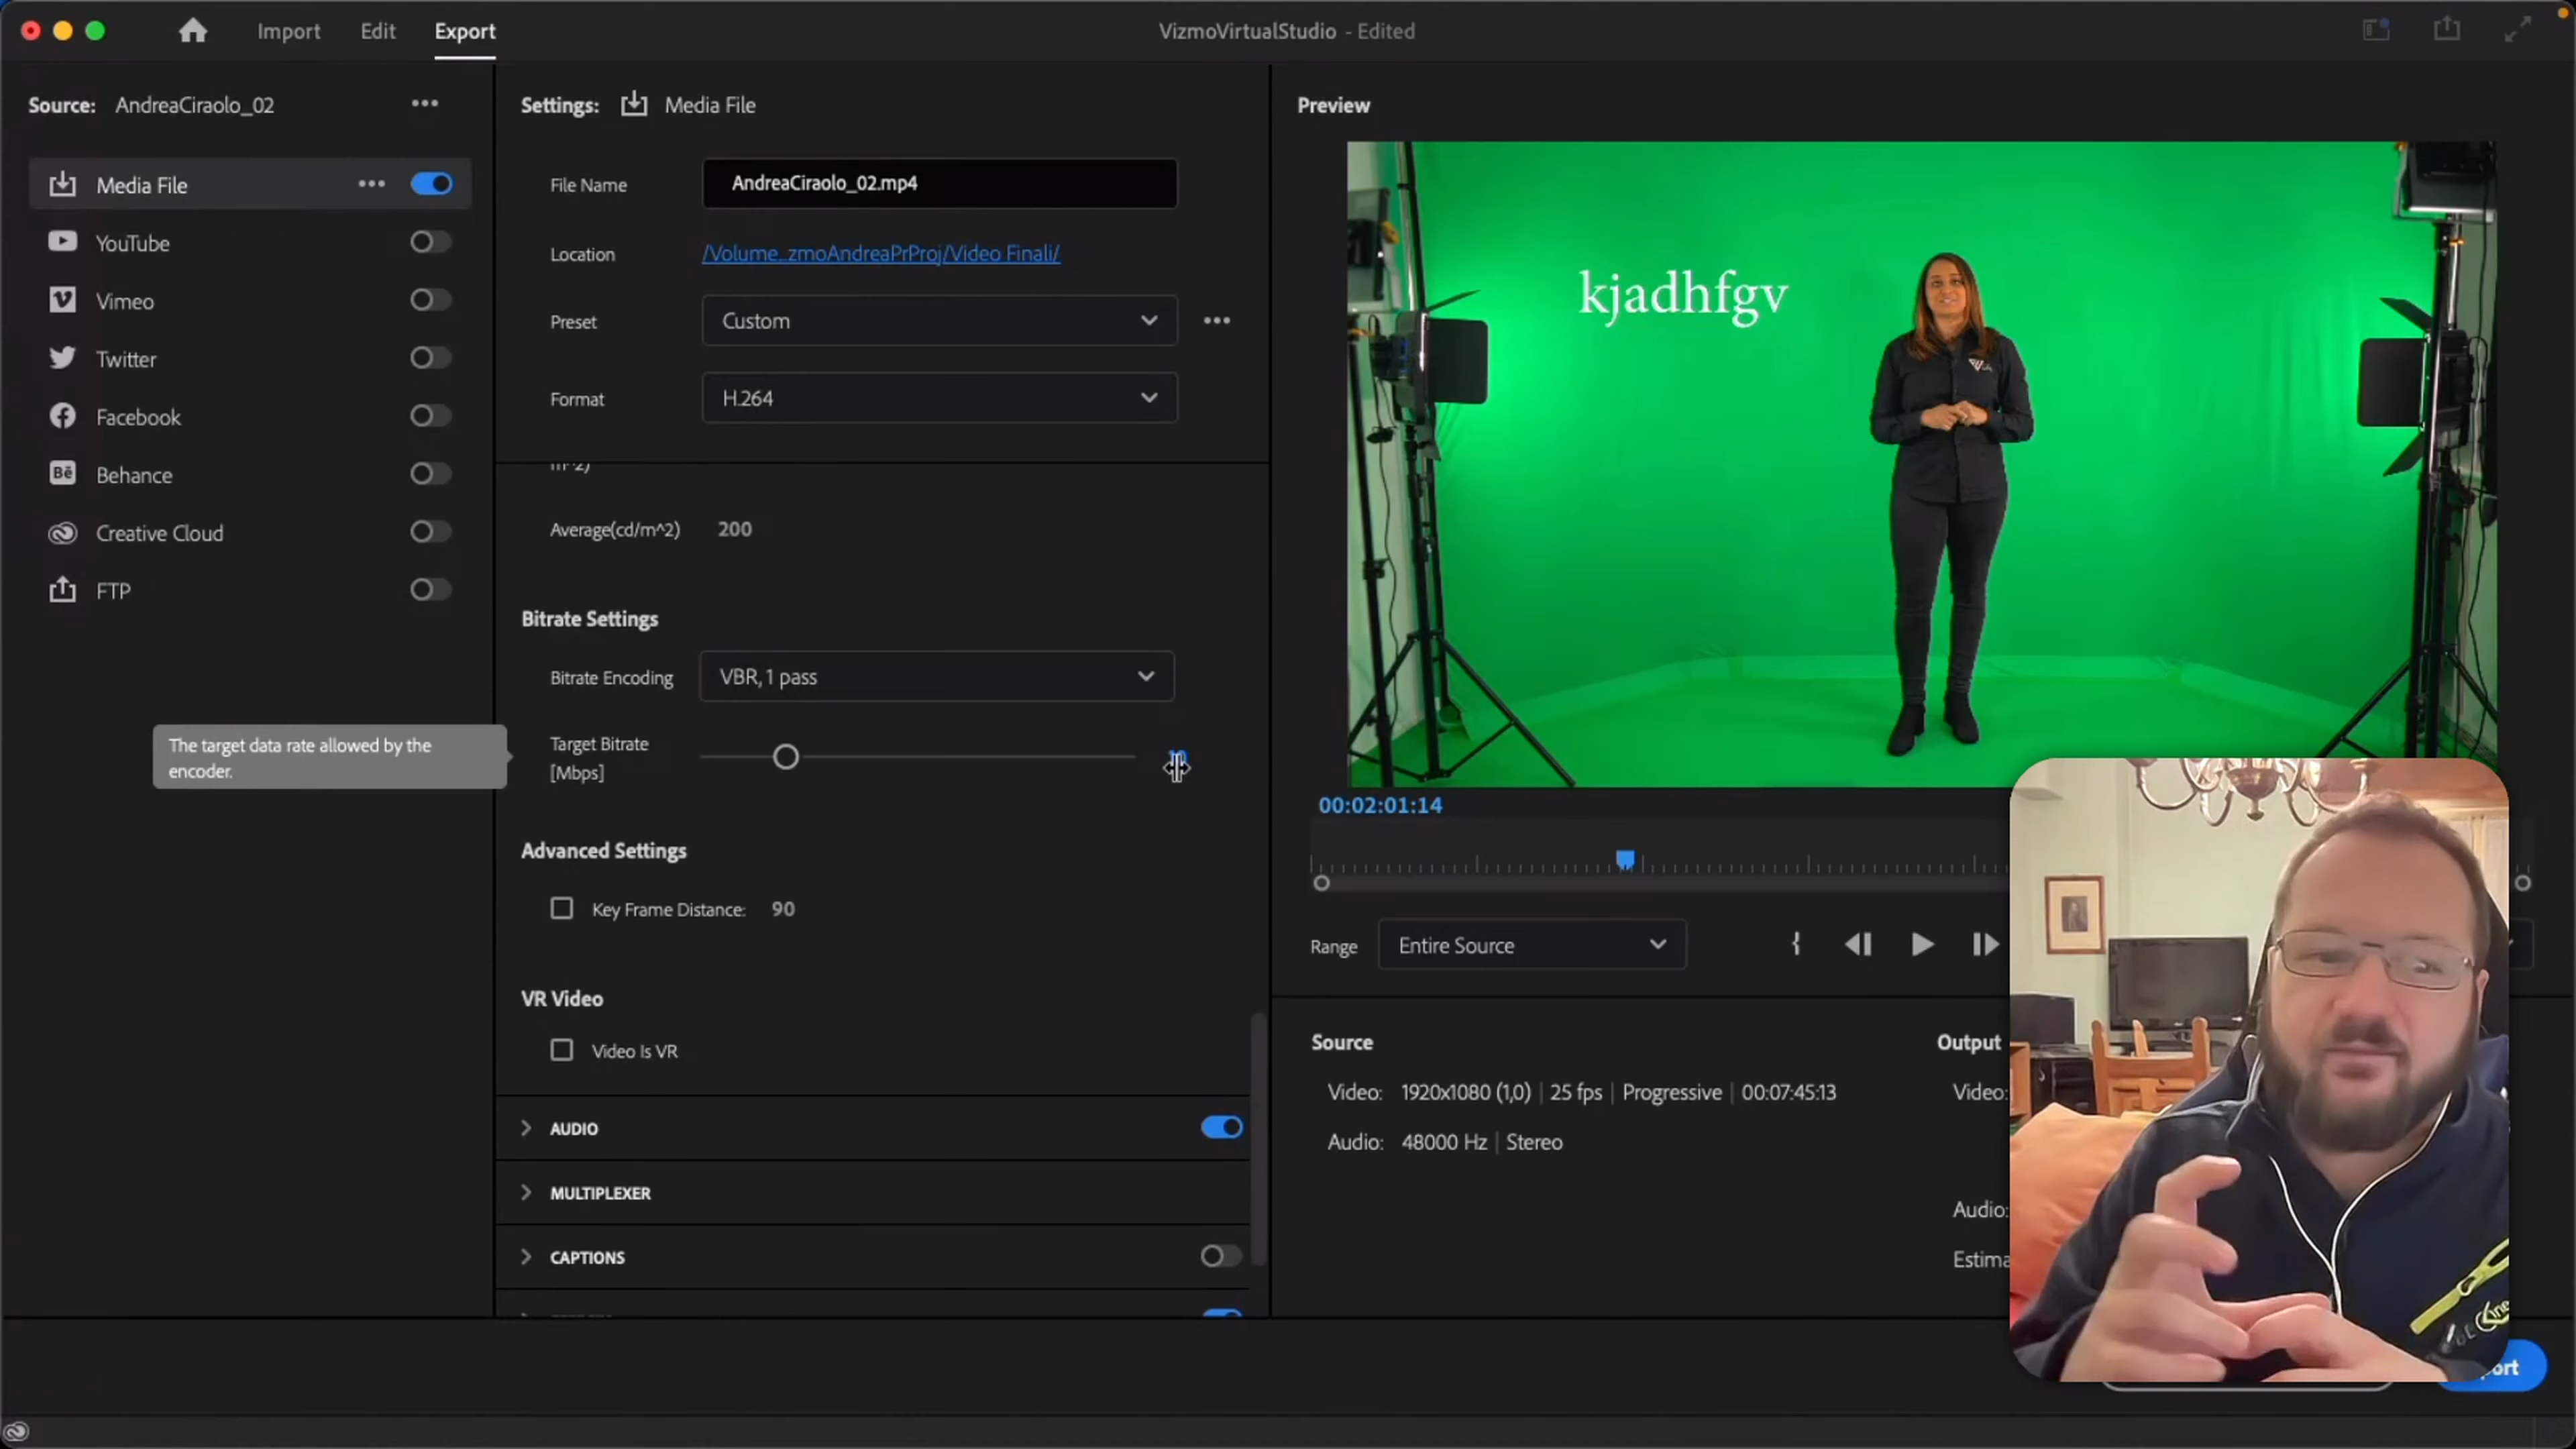 Import
Edit
Export
VizmoVirtualStudio - Edited
Source: AndreaCiraolo_02
Media File
YouTube
Vimeo
Twitter
Facebook
Behance
Creative Cloud
FTP
Settings: Media File
File Name AndreaCiraolo_02.mp4
Location /Volume...zmoAndreaPrProj/Video Finali/
Preset Custom
Format H.264
Average(cd/m^2) 200
Bitrate Settings
Bitrate Encoding VBR, 1 pass
Target Bitrate
[Mbps]
The target data rate allowed by the
encoder.
Advanced Settings
Key Frame Distance: 90
VR Video
Video Is VR
AUDIO
MULTIPLEXER
CAPTIONS
Preview
kjadhfgv
00:02:01:14
Range Entire Source
Source
Video: 1920x1080 (1,0) | 25 fps | Progressive | 00:07:45:13
Audio: 48000 Hz | Stereo
Output
Video:
Audio: